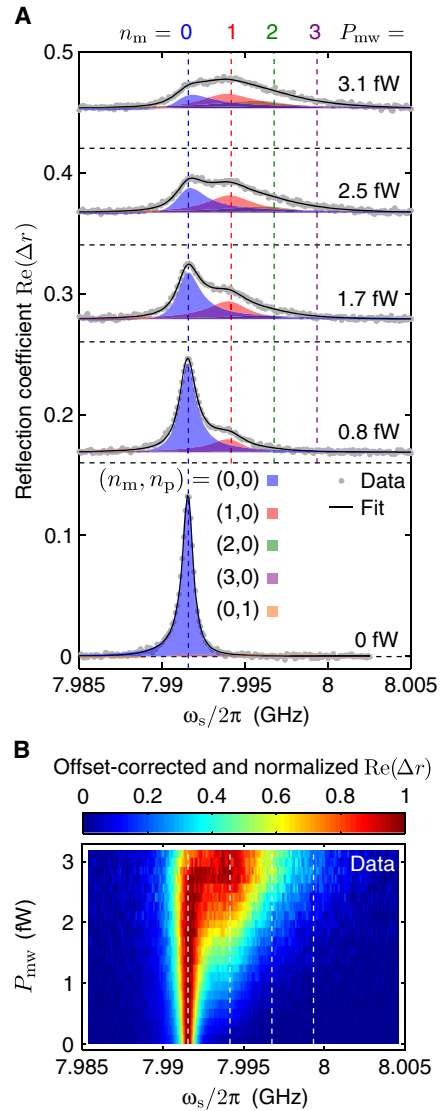 A
n_m = 0 1 2 3 P_mw =
0.5
3.1 fW
0.4
2.5 fW
0.3
1.7 fW
0.2
0.8 fW
(n_m, n_p) = (0,0)
(1,0)
(2,0)
(3,0)
(0,1)
Data
Fit
0.1
0 fW
0
Reflection coefficient Re(Δr)
7.985 7.99 7.995 8 8.005
ω_s/2π (GHz)
B
Offset-corrected and normalized Re(Δr)
0 0.2 0.4 0.6 0.8 1
Data
3
2
1
0
P_mw (fW)
7.985 7.99 7.995 8 8.005
ω_s/2π (GHz)